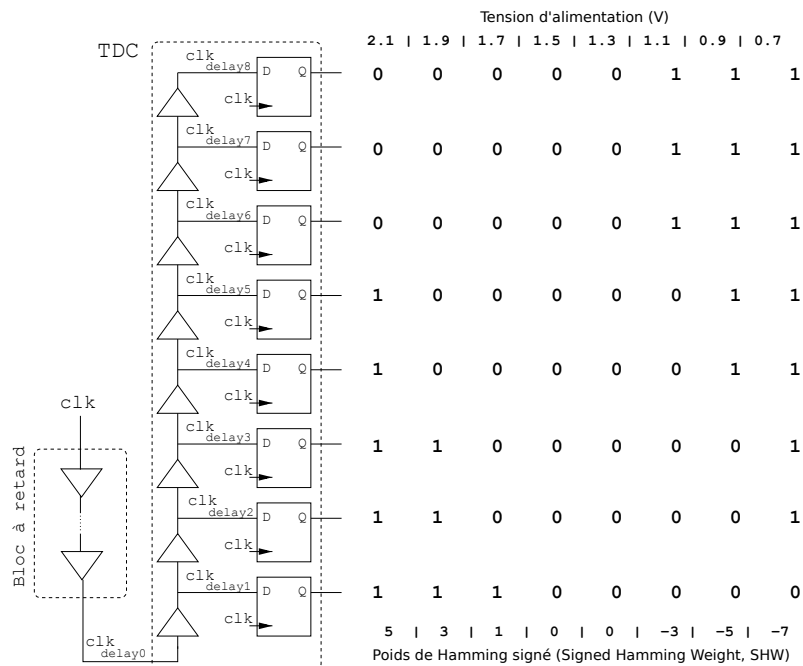 Tension d'alimentation (V)
2.1 | 1.9 | 1.7 | 1.5 | 1.3 | 1.1 | 0.9 | 0.7
TDC
clk delay8 D Q 0 0 0 0 0 1 1 1
clk
clk delay7 D Q 0 0 0 0 0 1 1 1
clk
clk delay6 D Q 0 0 0 0 0 1 1 1
clk
clk delay5 D Q 1 0 0 0 0 0 1 1
clk
clk delay4 D Q 1 0 0 0 0 0 1 1
clk
clk
clk delay3 D Q 1 1 0 0 0 0 0 1
clk
Bloc à retard
clk delay2 D Q 1 1 0 0 0 0 0 1
clk
clk delay1 D Q 1 1 1 0 0 0 0 0
clk
clk delay0
5 | 3 | 1 | 0 | 0 | −3 | −5 | −7
Poids de Hamming signé (Signed Hamming Weight, SHW)